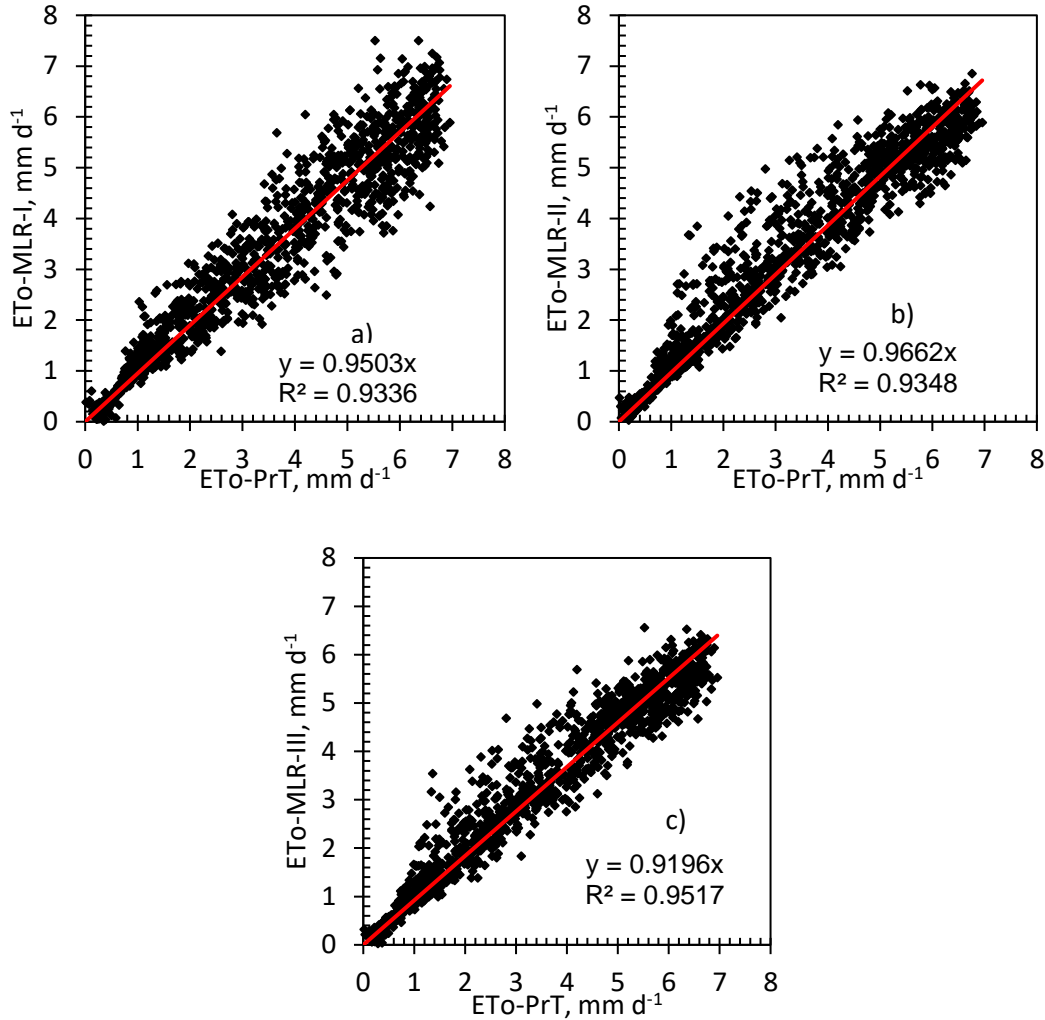 8
7
6
5
4
3
2
1
0
ETo-MLR-I, mm d-1
a)
y = 0.9503x
R² = 0.9336
0 1 2 3 4 5 6 7 8
ETo-PrT, mm d-1
8
7
6
5
4
3
2
1
0
ETo-MLR-II, mm d-1
b)
y = 0.9662x
R² = 0.9348
0 1 2 3 4 5 6 7 8
ETo-PrT, mm d-1
8
7
6
5
4
3
2
1
0
ETo-MLR-III, mm d-1
c)
y = 0.9196x
R² = 0.9517
0 1 2 3 4 5 6 7 8
ETo-PrT, mm d-1